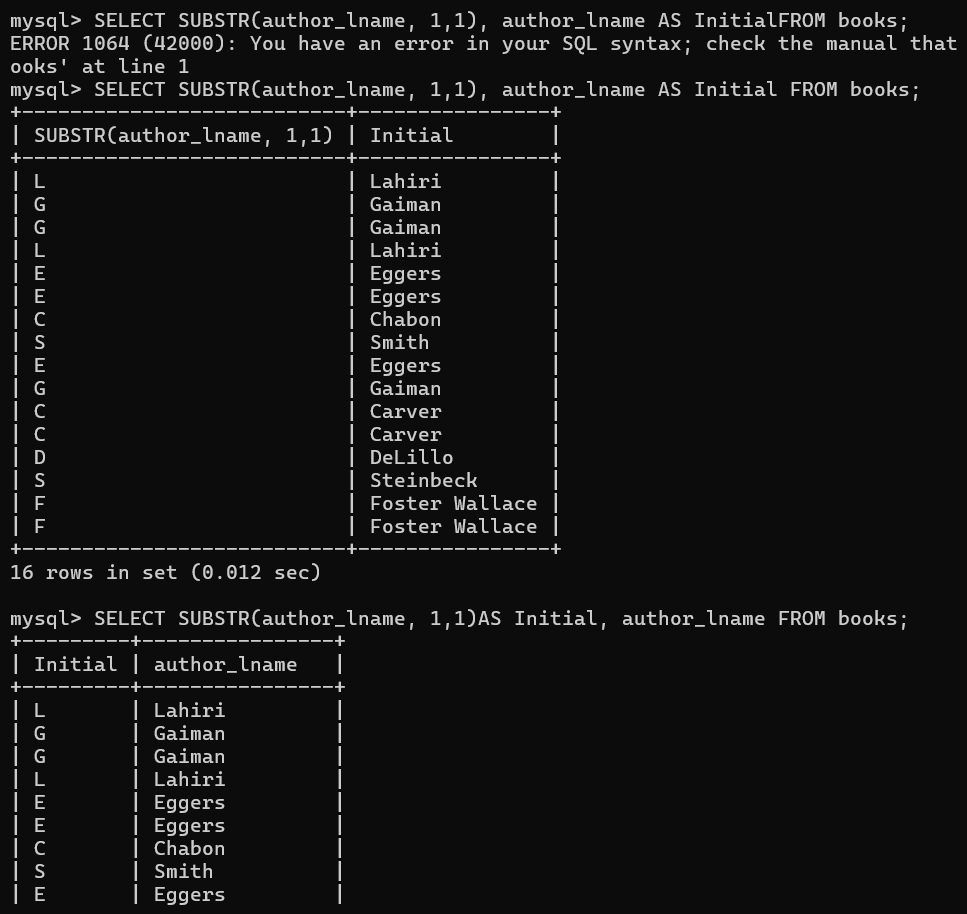 mysql> SELECT SUBSTR(author_lname, 1,1), author_lname AS InitialFROM books;
ERROR 1064 (42000): You have an error in your SQL syntax; check the manual that
ooks' at line 1
mysql> SELECT SUBSTR(author_lname, 1,1), author_lname AS Initial FROM books;
+---------------------------+----------------+
| SUBSTR(author_lname, 1,1) | Initial        |
+---------------------------+----------------+
| L                         | Lahiri         |
| G                         | Gaiman         |
| G                         | Gaiman         |
| L                         | Lahiri         |
| E                         | Eggers         |
| E                         | Eggers         |
| C                         | Chabon         |
| S                         | Smith          |
| E                         | Eggers         |
| G                         | Gaiman         |
| C                         | Carver         |
| C                         | Carver         |
| D                         | DeLillo        |
| S                         | Steinbeck      |
| F                         | Foster Wallace |
| F                         | Foster Wallace |
+---------------------------+----------------+
16 rows in set (0.012 sec)

mysql> SELECT SUBSTR(author_lname, 1,1)AS Initial, author_lname FROM books;
+---------+----------------+
| Initial | author_lname   |
+---------+----------------+
| L       | Lahiri         |
| G       | Gaiman         |
| G       | Gaiman         |
| L       | Lahiri         |
| E       | Eggers         |
| E       | Eggers         |
| C       | Chabon         |
| S       | Smith          |
| E       | Eggers         |